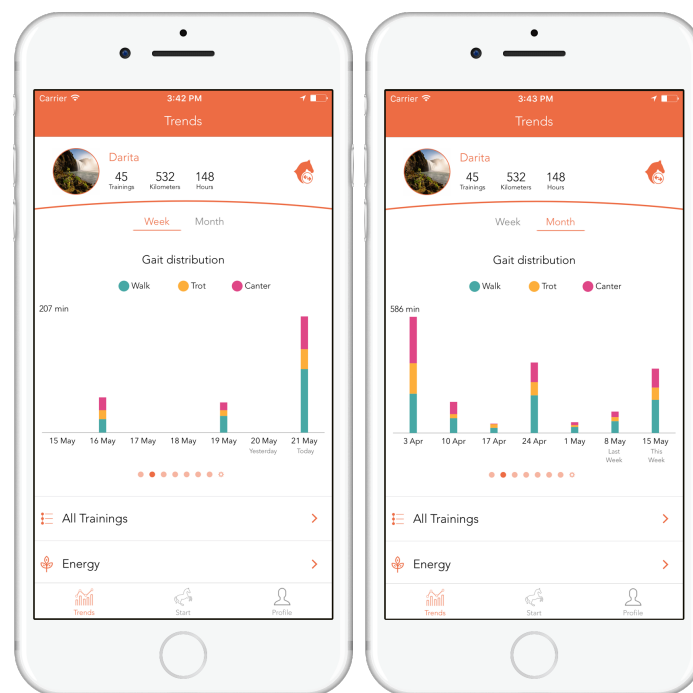 Carrier 3:42 PM
Trends
Darita
45 532 148
Trainings Kilometers Hours
Week Month
Gait distribution
Walk Trot Canter
207 min
15 May 16 May 17 May 18 May 19 May 20 May 21 May
Yesterday Today
All Trainings
Energy
Trends Start Profile
Carrier 3:43 PM
Trends
Darita
45 532 148
Trainings Kilometers Hours
Week Month
Gait distribution
Walk Trot Canter
586 min
3 Apr 10 Apr 17 Apr 24 Apr 1 May 8 May 15 May
Last This
Week Week
All Trainings
Energy
Trends Start Profile